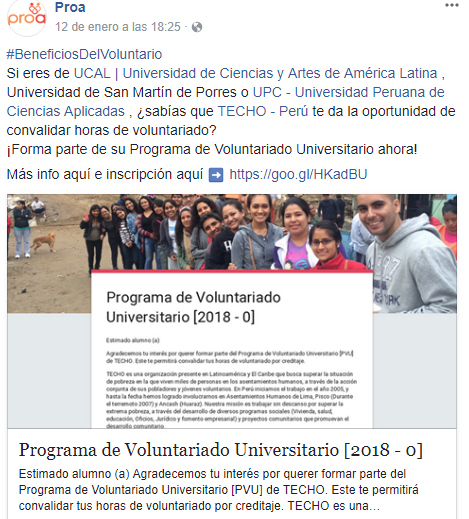 proa
Proa
12 de enero a las 18:25 ·
#BeneficiosDelVoluntario
Si eres de UCAL | Universidad de Ciencias y Artes de América Latina ,
Universidad de San Martín de Porres o UPC - Universidad Peruana de
Ciencias Aplicadas , ¿sabías que TECHO - Perú te da la oportunidad de
convalidar horas de voluntariado?
¡Forma parte de su Programa de Voluntariado Universitario ahora!
Más info aquí e inscripción aquí ➡ https://goo.gl/HKadBU
Programa de Voluntariado
Universitario [2018 - 0]
Estimado alumno (a)
Agradecemos tu interés por querer formar parte del Programa de Voluntariado Universitario [PVU]
de TECHO. Este te permitirá convalidar tus horas de voluntariado por creditaje.
TECHO es una organización presente en Latinoamérica y El Caribe que busca superar la situación
de pobreza en la que viven miles de personas en los asentamientos humanos, a través de la acción
conjunta de sus pobladores y jóvenes voluntarios. En Perú iniciamos el trabajo en el año 2005, y
hasta la fecha hemos logrado involucrarnos en Asentamientos Humanos de Lima, Pisco (Durante
el terremoto 2007) y Ancash (Huaraz). Nuestra misión es trabajar sin descanso por superar la
extrema pobreza, a través del desarrollo de diversos programas sociales (Vivienda, salud,
educación, Oficios, Jurídico y fomento empresarial) y proyectos comunitarios que promuevan el
desarrollo comunitario.
Programa de Voluntariado Universitario [2018 - 0]
Estimado alumno (a) Agradecemos tu interés por querer formar parte del
Programa de Voluntariado Universitario [PVU] de TECHO. Este te permitirá
convalidar tus horas de voluntariado por creditaje. TECHO es una…